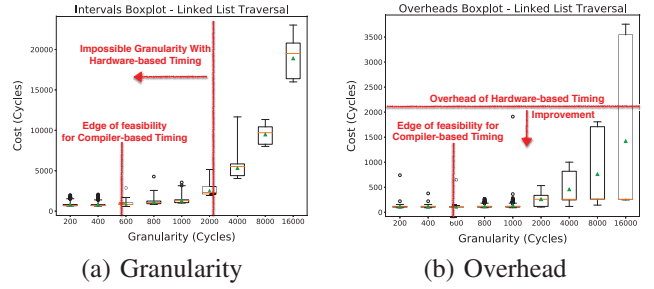 Intervals Boxplot - Linked List Traversal
Impossible Granularity With
Hardware-based Timing
Edge of feasibility
for Compiler-based Timing
Cost (Cycles)
20000
15000
10000
5000
0
200 400 600 800 1000 2000 4000 8000 16000
Granularity (Cycles)
(a) Granularity
Overheads Boxplot - Linked List Traversal
Overhead of Hardware-based Timing
Improvement
Edge of feasibility for
Compiler-based Timing
Cost (Cycles)
3500
3000
2500
2000
1500
1000
500
0
200 400 600 800 1000 2000 4000 8000 16000
Granularity (Cycles)
(b) Overhead